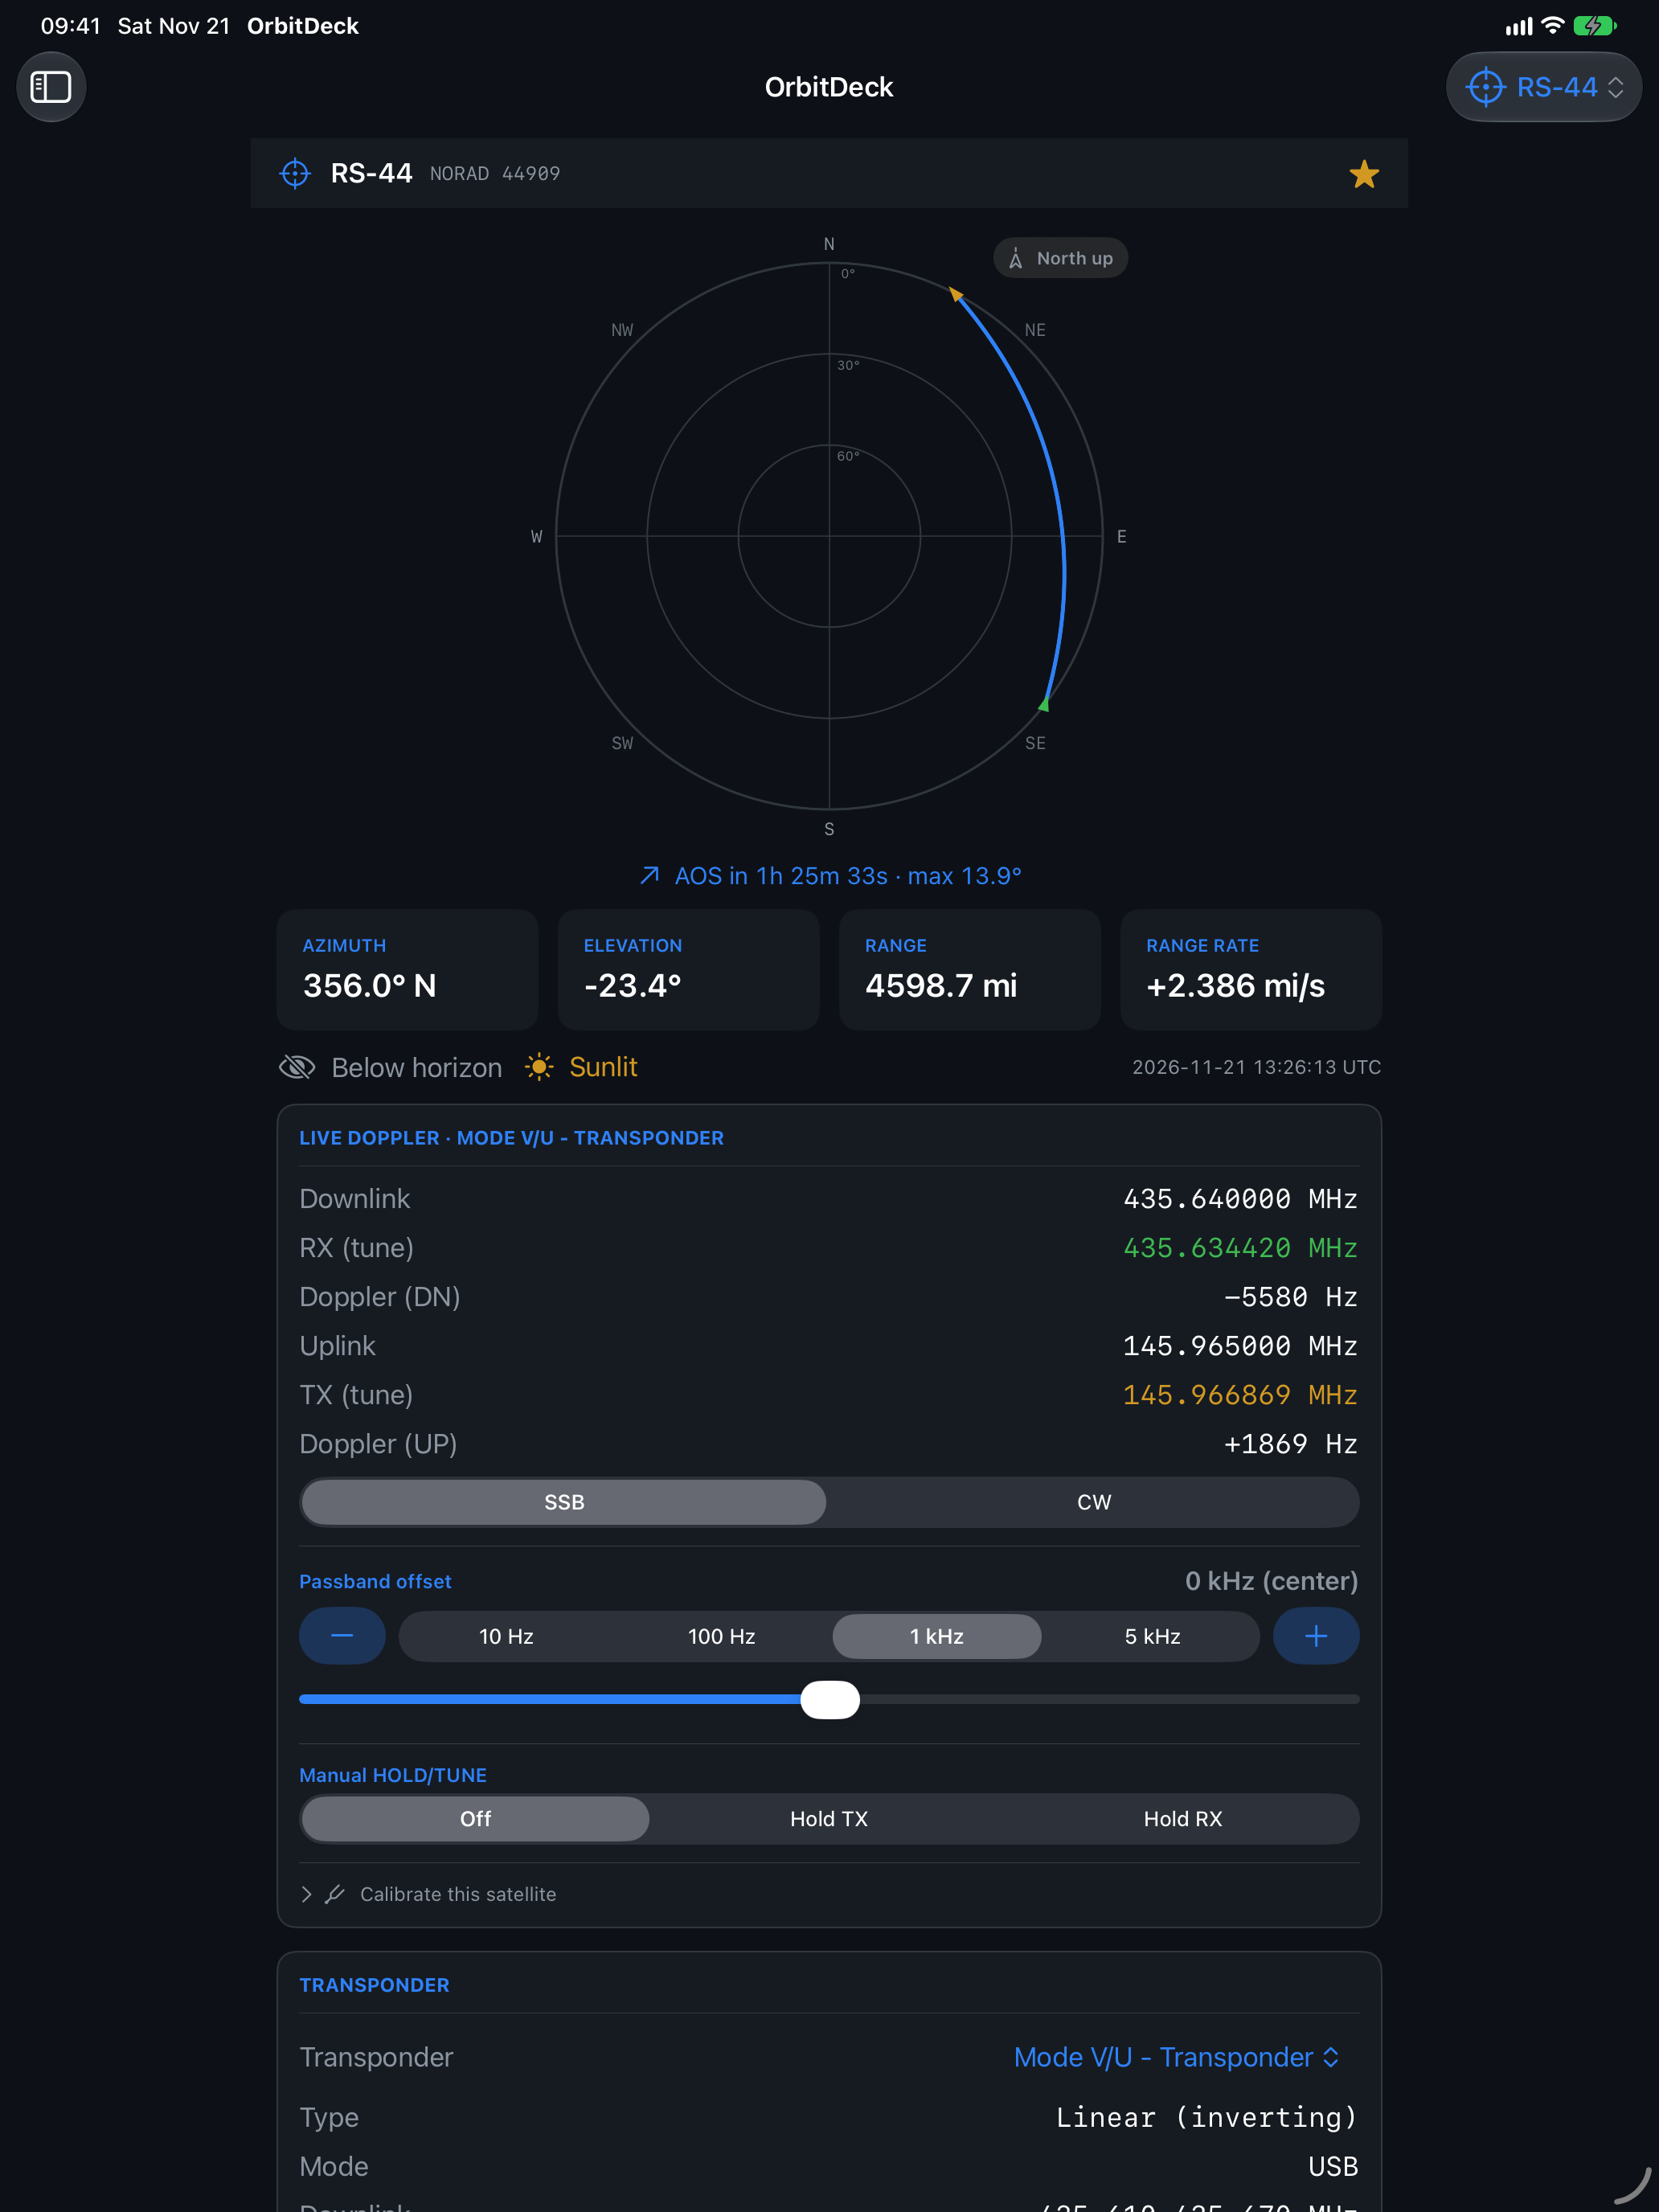 09:41 Sat Nov 21 OrbitDeck
OrbitDeck
RS-44
RS-44 NORAD 44909
North up
N
0°
NW
NE
30°
60°
W
E
SW
SE
S
AOS in 1h 25m 33s · max 13.9°
AZIMUTH
356.0° N
ELEVATION
-23.4°
RANGE
4598.7 mi
RANGE RATE
+2.386 mi/s
Below horizon Sunlit 2026-11-21 13:26:13 UTC
LIVE DOPPLER · MODE V/U - TRANSPONDER
Downlink 435.640000 MHz
RX (tune) 435.634420 MHz
Doppler (DN) −5580 Hz
Uplink 145.965000 MHz
TX (tune) 145.966869 MHz
Doppler (UP) +1869 Hz
SSB CW
Passband offset 0 kHz (center)
10 Hz 100 Hz 1 kHz 5 kHz
Manual HOLD/TUNE
Off Hold TX Hold RX
Calibrate this satellite
TRANSPONDER
Transponder Mode V/U - Transponder
Type Linear (inverting)
Mode USB